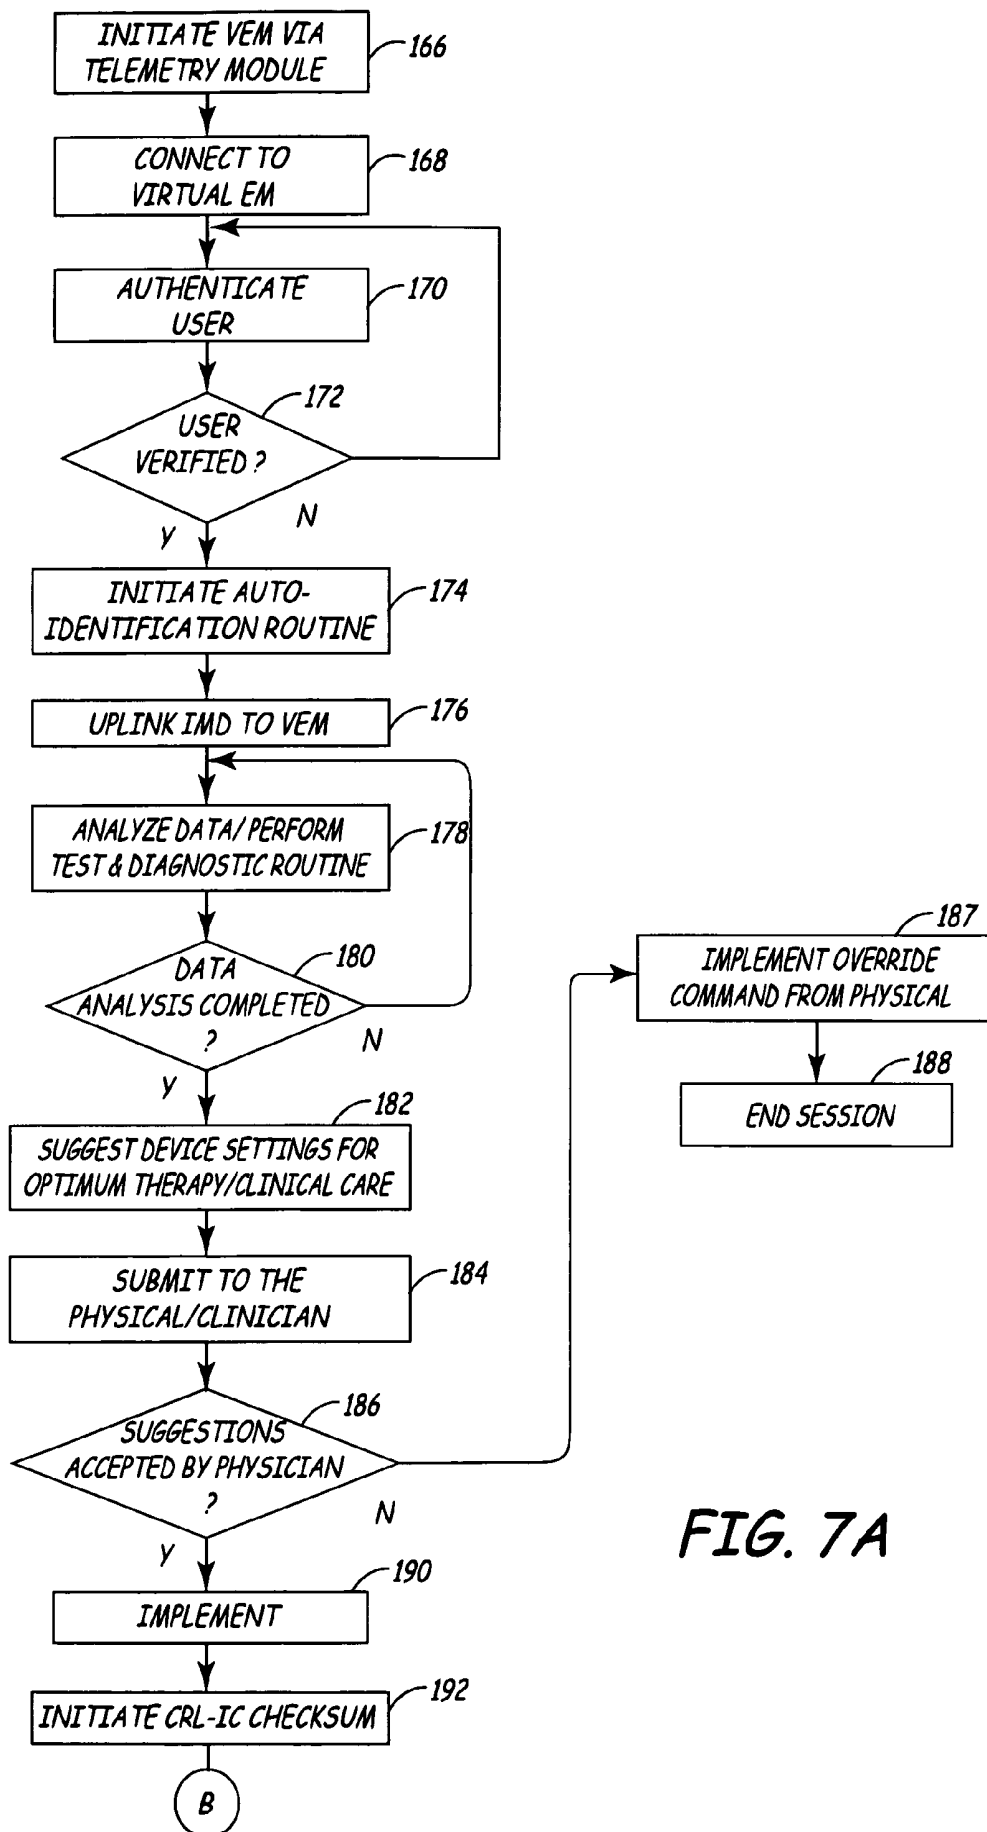 INITIATE VEM VIA
TELEMETRY MODULE
166
CONNECT TO
VIRTUAL EM
168
AUTHENTICATE
USER
170
172
USER
VERIFIED ?
N
Y
INITIATE AUTO-
IDENTIFICATION ROUTINE
174
UPLINK IMD TO VEM
176
ANALYZE DATA/PERFORM
TEST & DIAGNOSTIC ROUTINE
178
180
DATA
ANALYSIS COMPLETED
?
N
Y
182
SUGGEST DEVICE SETTINGS FOR
OPTIMUM THERAPY/CLINICAL CARE
SUBMIT TO THE
PHYSICAL/CLINICIAN
184
186
SUGGESTIONS
ACCEPTED BY PHYSICIAN
?
N
Y
187
IMPLEMENT OVERRIDE
COMMAND FROM PHYSICAL
188
END SESSION
190
IMPLEMENT
INITIATE CRL-IC CHECKSUM
192
B
FIG. 7A